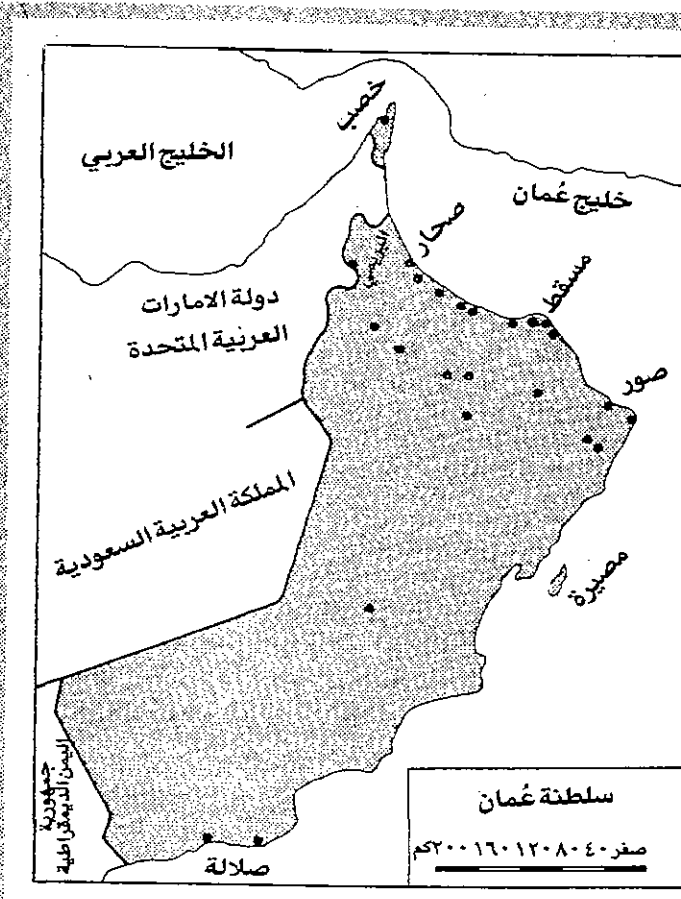 خصب
الخليج العربي
خليج عُمان
صحار
البريمي
مسقط
دولة الامارات
العربية المتحدة
صور
المملكة العربية السعودية
مصيرة
جمهورية
اليمن الديمقراطية
صلالة
سلطنة عُمان
صفر ٤٠ ٨٠ ١٢٠ ١٦٠ ٢٠٠كم